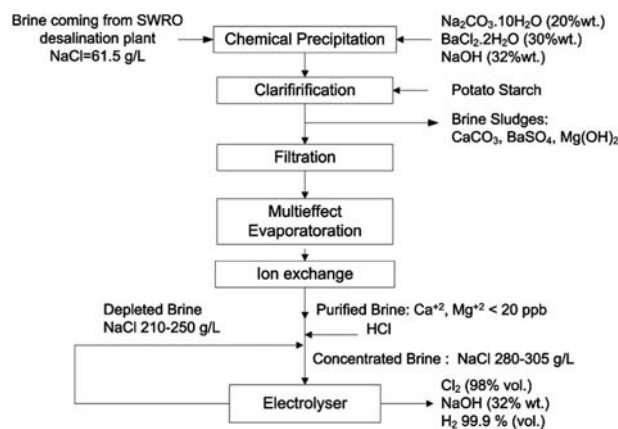 Brine coming from SWRO
desalination plant
NaCl=61.5 g/L
Chemical Precipitation
Na₂CO₃.10H₂O (20%wt.)
BaCl₂.2H₂O (30%wt.)
NaOH (32%wt.)
Clarifirification
Potato Starch
Brine Sludges:
CaCO₃, BaSO₄, Mg(OH)₂
Filtration
Multieffect
Evaporatoration
Ion exchange
Depleted Brine
NaCl 210-250 g/L
Purified Brine: Ca⁺², Mg⁺² < 20 ppb
HCl
Concentrated Brine : NaCl 280-305 g/L
Electrolyser
Cl₂ (98% vol.)
NaOH (32% wt.)
H₂ 99.9 % (vol.)